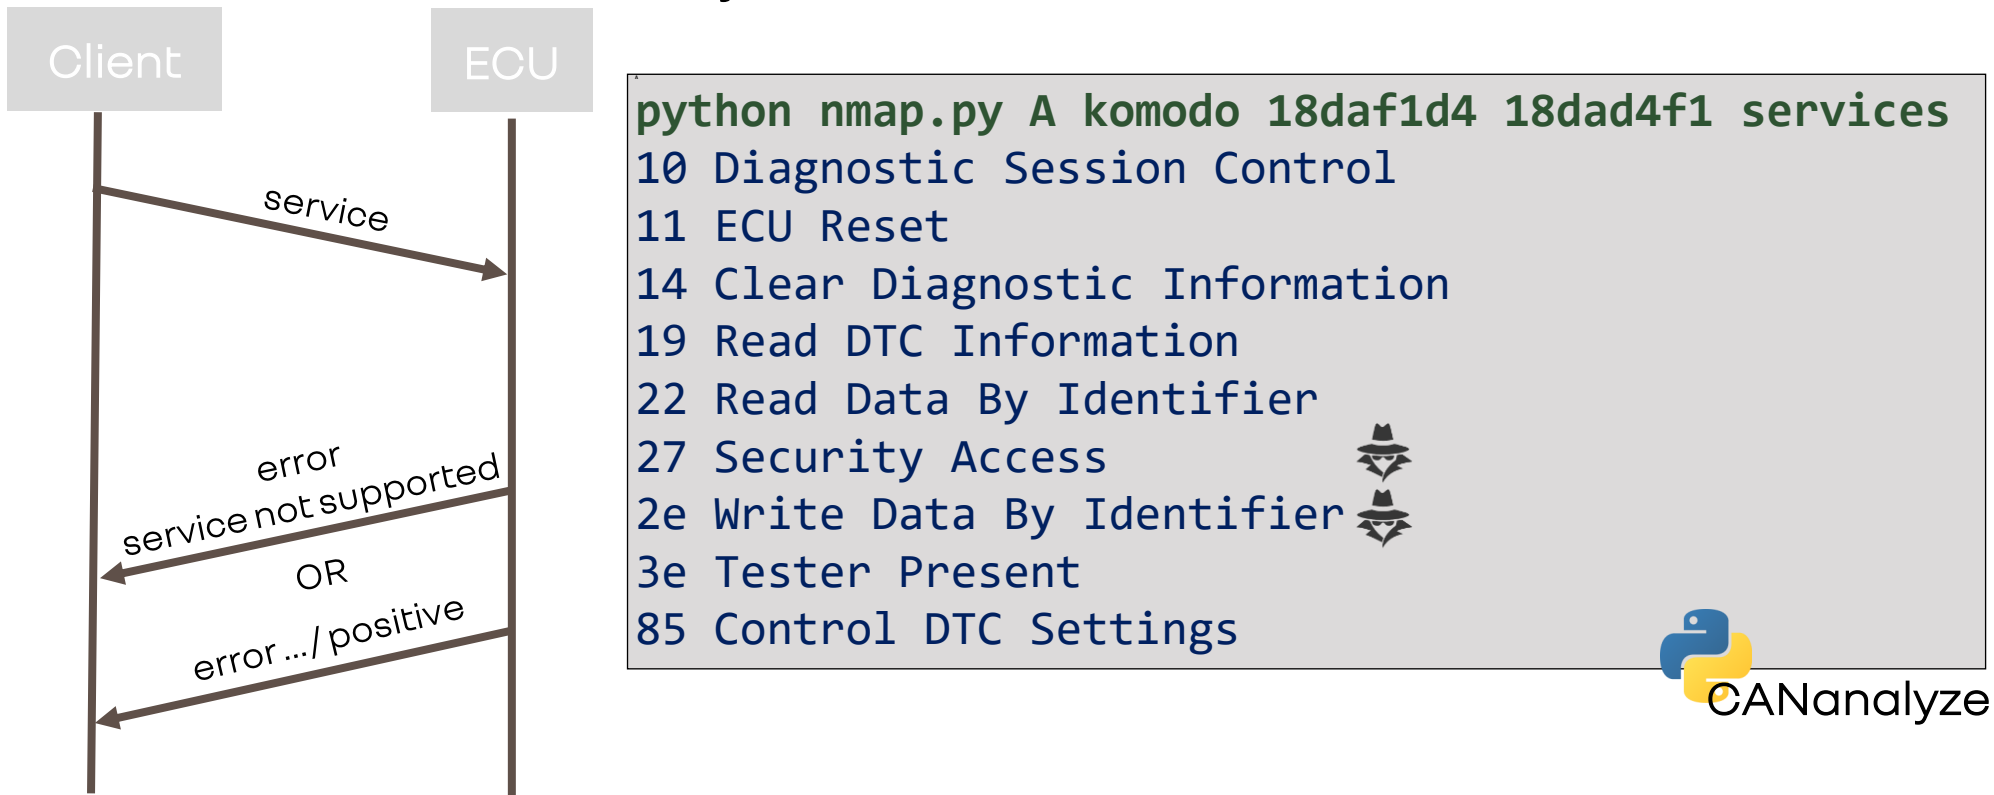 Client
ECU
service
error
service not supported
OR
error .../ positive
python nmap.py A komodo 18daf1d4 18dad4f1 services
10 Diagnostic Session Control
11 ECU Reset
14 Clear Diagnostic Information
19 Read DTC Information
22 Read Data By Identifier
27 Security Access
2e Write Data By Identifier
3e Tester Present
85 Control DTC Settings
CANanalyze